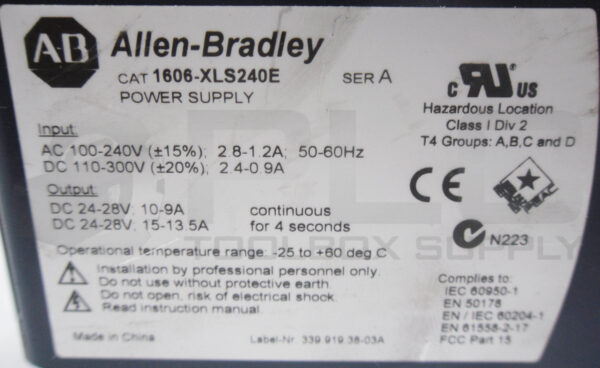 AB Allen-Bradley
CAT 1606-XLS240E SER A
POWER SUPPLY
c RU US
Hazardous Location
Class I Div 2
T4 Groups: A,B,C and D
Input:
AC 100-240V (±15%); 2.8-1.2A; 50-60Hz
DC 110-300V (±20%); 2.4-0.9A
Output:
DC 24-28V; 10-9A continuous
DC 24-28V; 15-13.5A for 4 seconds
CE
N223
PLC
TOOLBOX SUPPLY
Operational temperature range: -25 to +60 deg C
Installation by professional personnel only.
Do not use without protective earth.
Do not open, risk of electrical shock.
Read instruction manual.
Complies to:
IEC 60950-1
EN 50178
EN / IEC 60204-1
EN 61558-2-17
FCC Part 15
Made in China Label-Nr. 339.919.38-03A